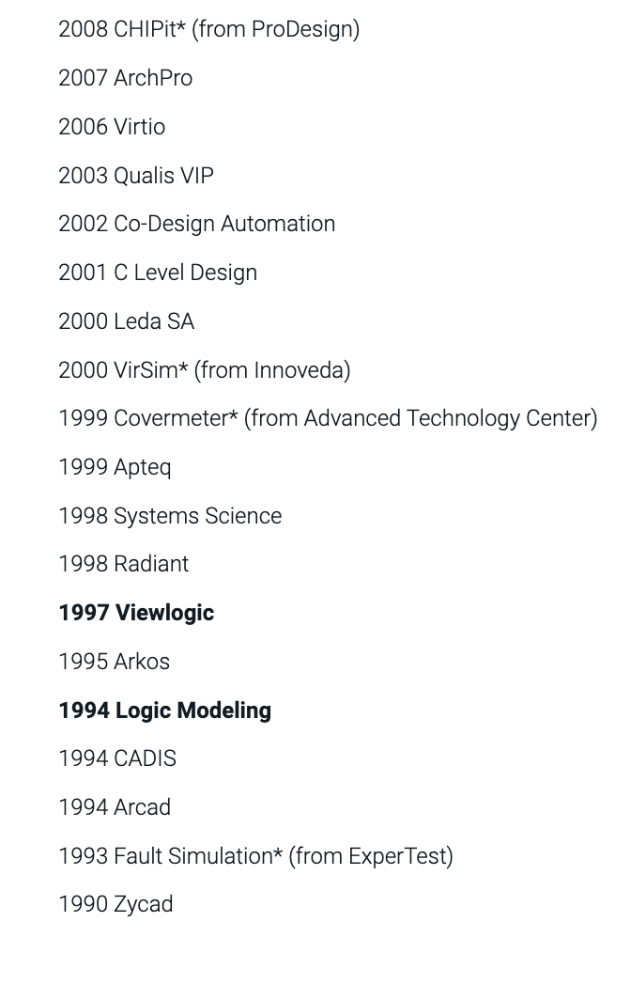 2008 CHIPit* (from ProDesign)
2007 ArchPro
2006 Virtio
2003 Qualis VIP
2002 Co-Design Automation
2001 C Level Design
2000 Leda SA
2000 VirSim* (from Innoveda)
1999 Covermeter* (from Advanced Technology Center)
1999 Apteq
1998 Systems Science
1998 Radiant
1997 Viewlogic
1995 Arkos
1994 Logic Modeling
1994 CADIS
1994 Arcad
1993 Fault Simulation* (from ExperTest)
1990 Zycad